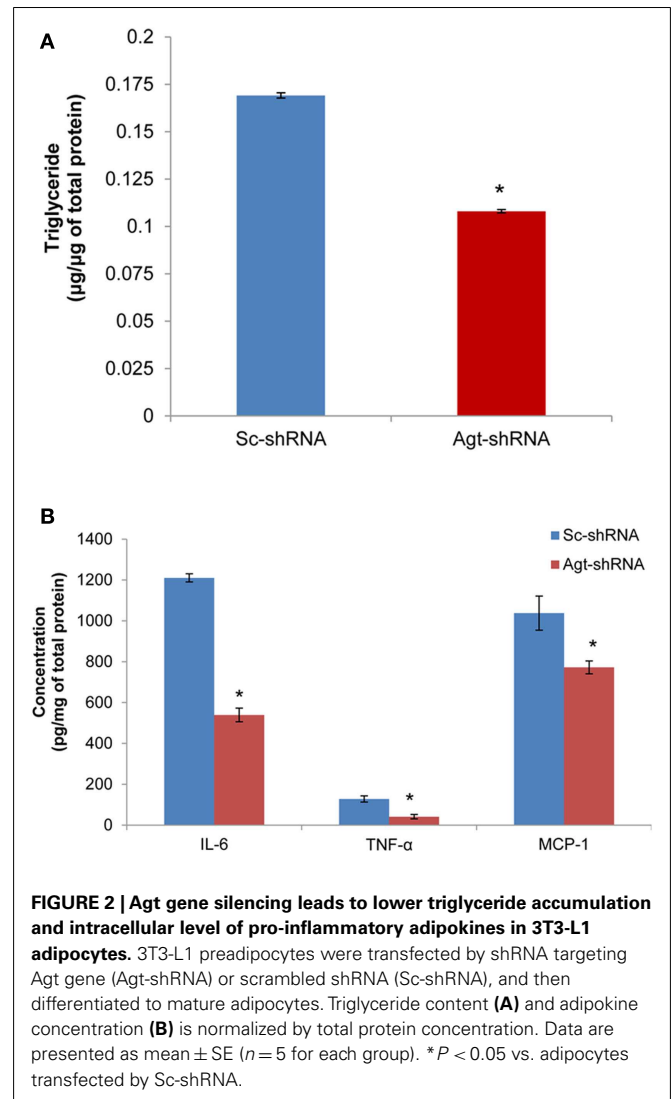 A
0.2
0.175
0.15
0.125
0.1
0.075
0.05
0.025
0
Triglyceride
(µg/µg of total protein)
*
Sc-shRNA
Agt-shRNA
B
1400
1200
1000
800
600
400
200
0
Concentration
(pg/mg of total protein)
Sc-shRNA
Agt-shRNA
*
*
*
IL-6
TNF-α
MCP-1
FIGURE 2 | Agt gene silencing leads to lower triglyceride accumulation
and intracellular level of pro-inflammatory adipokines in 3T3-L1
adipocytes. 3T3-L1 preadipocytes were transfected by shRNA targeting
Agt gene (Agt-shRNA) or scrambled shRNA (Sc-shRNA), and then
differentiated to mature adipocytes. Triglyceride content (A) and adipokine
concentration (B) is normalized by total protein concentration. Data are
presented as mean ± SE (n = 5 for each group). *P < 0.05 vs. adipocytes
transfected by Sc-shRNA.